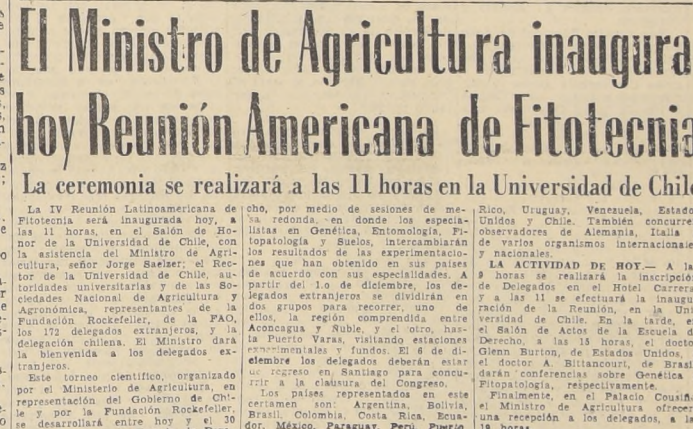 El Ministro de Agricultura inaugura
hoy Reunión Americana de Fitotecnia
La ceremonia se realizará a las 11 horas en la Universidad de Chile
La IV Reunión Latinoamericana de
Fitotecnia será inaugurada hoy, a
las 11 horas, en el Salón de Ho-
nor de la Universidad de Chile, con
la asistencia del Ministro de Agri-
cultura, señor Jorge Saelzer; el Rec-
tor de la Universidad de Chile, au-
toridades universitarias y de las So-
ciedades Nacional de Agricultura y
Agronómica, representantes de la
Fundación Rockefeller, de la FAO,
los 172 delegados extranjeros, y la
delegación chilena. El Ministro dará
la bienvenida a los delegados ex-
tranjeros.
Este torneo científico, organizado
por el Ministerio de Agricultura, en
representación del Gobierno de Chi-
le y por la Fundación Rockefeller,
se desarrollará entre hoy y el 30
cho, por medio de sesiones de me-
sa redonda, en donde los especia-
listas en Genética, Entomología, Fi-
topatología y Suelos, intercambiarán
los resultados de las experimentacio-
nes que han obtenido en sus países
de acuerdo con sus especialidades. A
partir del 1.o de diciembre, los de-
legados extranjeros se dividirán en
dos grupos para recorrer, uno de
ellos, la región comprendida entre
Aconcagua y Ñuble, y el otro, has-
ta Puerto Varas, visitando estaciones
experimentales y fundos. El 6 de di-
ciembre los delegados deberán estar
de regreso en Santiago para concu-
rrir a la clausura del Congreso.
Los países representados en este
certamen son: Argentina, Bolivia,
Brasil, Colombia, Costa Rica, Ecua-
dor, México, Paraguay, Perú, Puerto
Rico, Uruguay, Venezuela, Estado
Unidos y Chile. También concurre
observadores de Alemania, Italia
de varios organismos internacionale
y nacionales.
LA ACTIVIDAD DE HOY.— A la
9 horas se realizará la inscripció
de Delegados en el Hotel Carrera
y a las 11 se efectuará la inaugu
ración de la Reunión, en la Uni
versidad de Chile. En la tarde, en
el Salón de Actos de la Escuela d
Derecho, a las 15 horas, el docto
Glenn Burton, de Estados Unidos,
el doctor A. Bittancourt, de Brasi
darán conferencias sobre Genética
Fitopatología, respectivamente.
Finalmente, en el Palacio Cousiñ
el Ministro de Agricultura ofrecer
una recepción a los delegados, a la
horas.